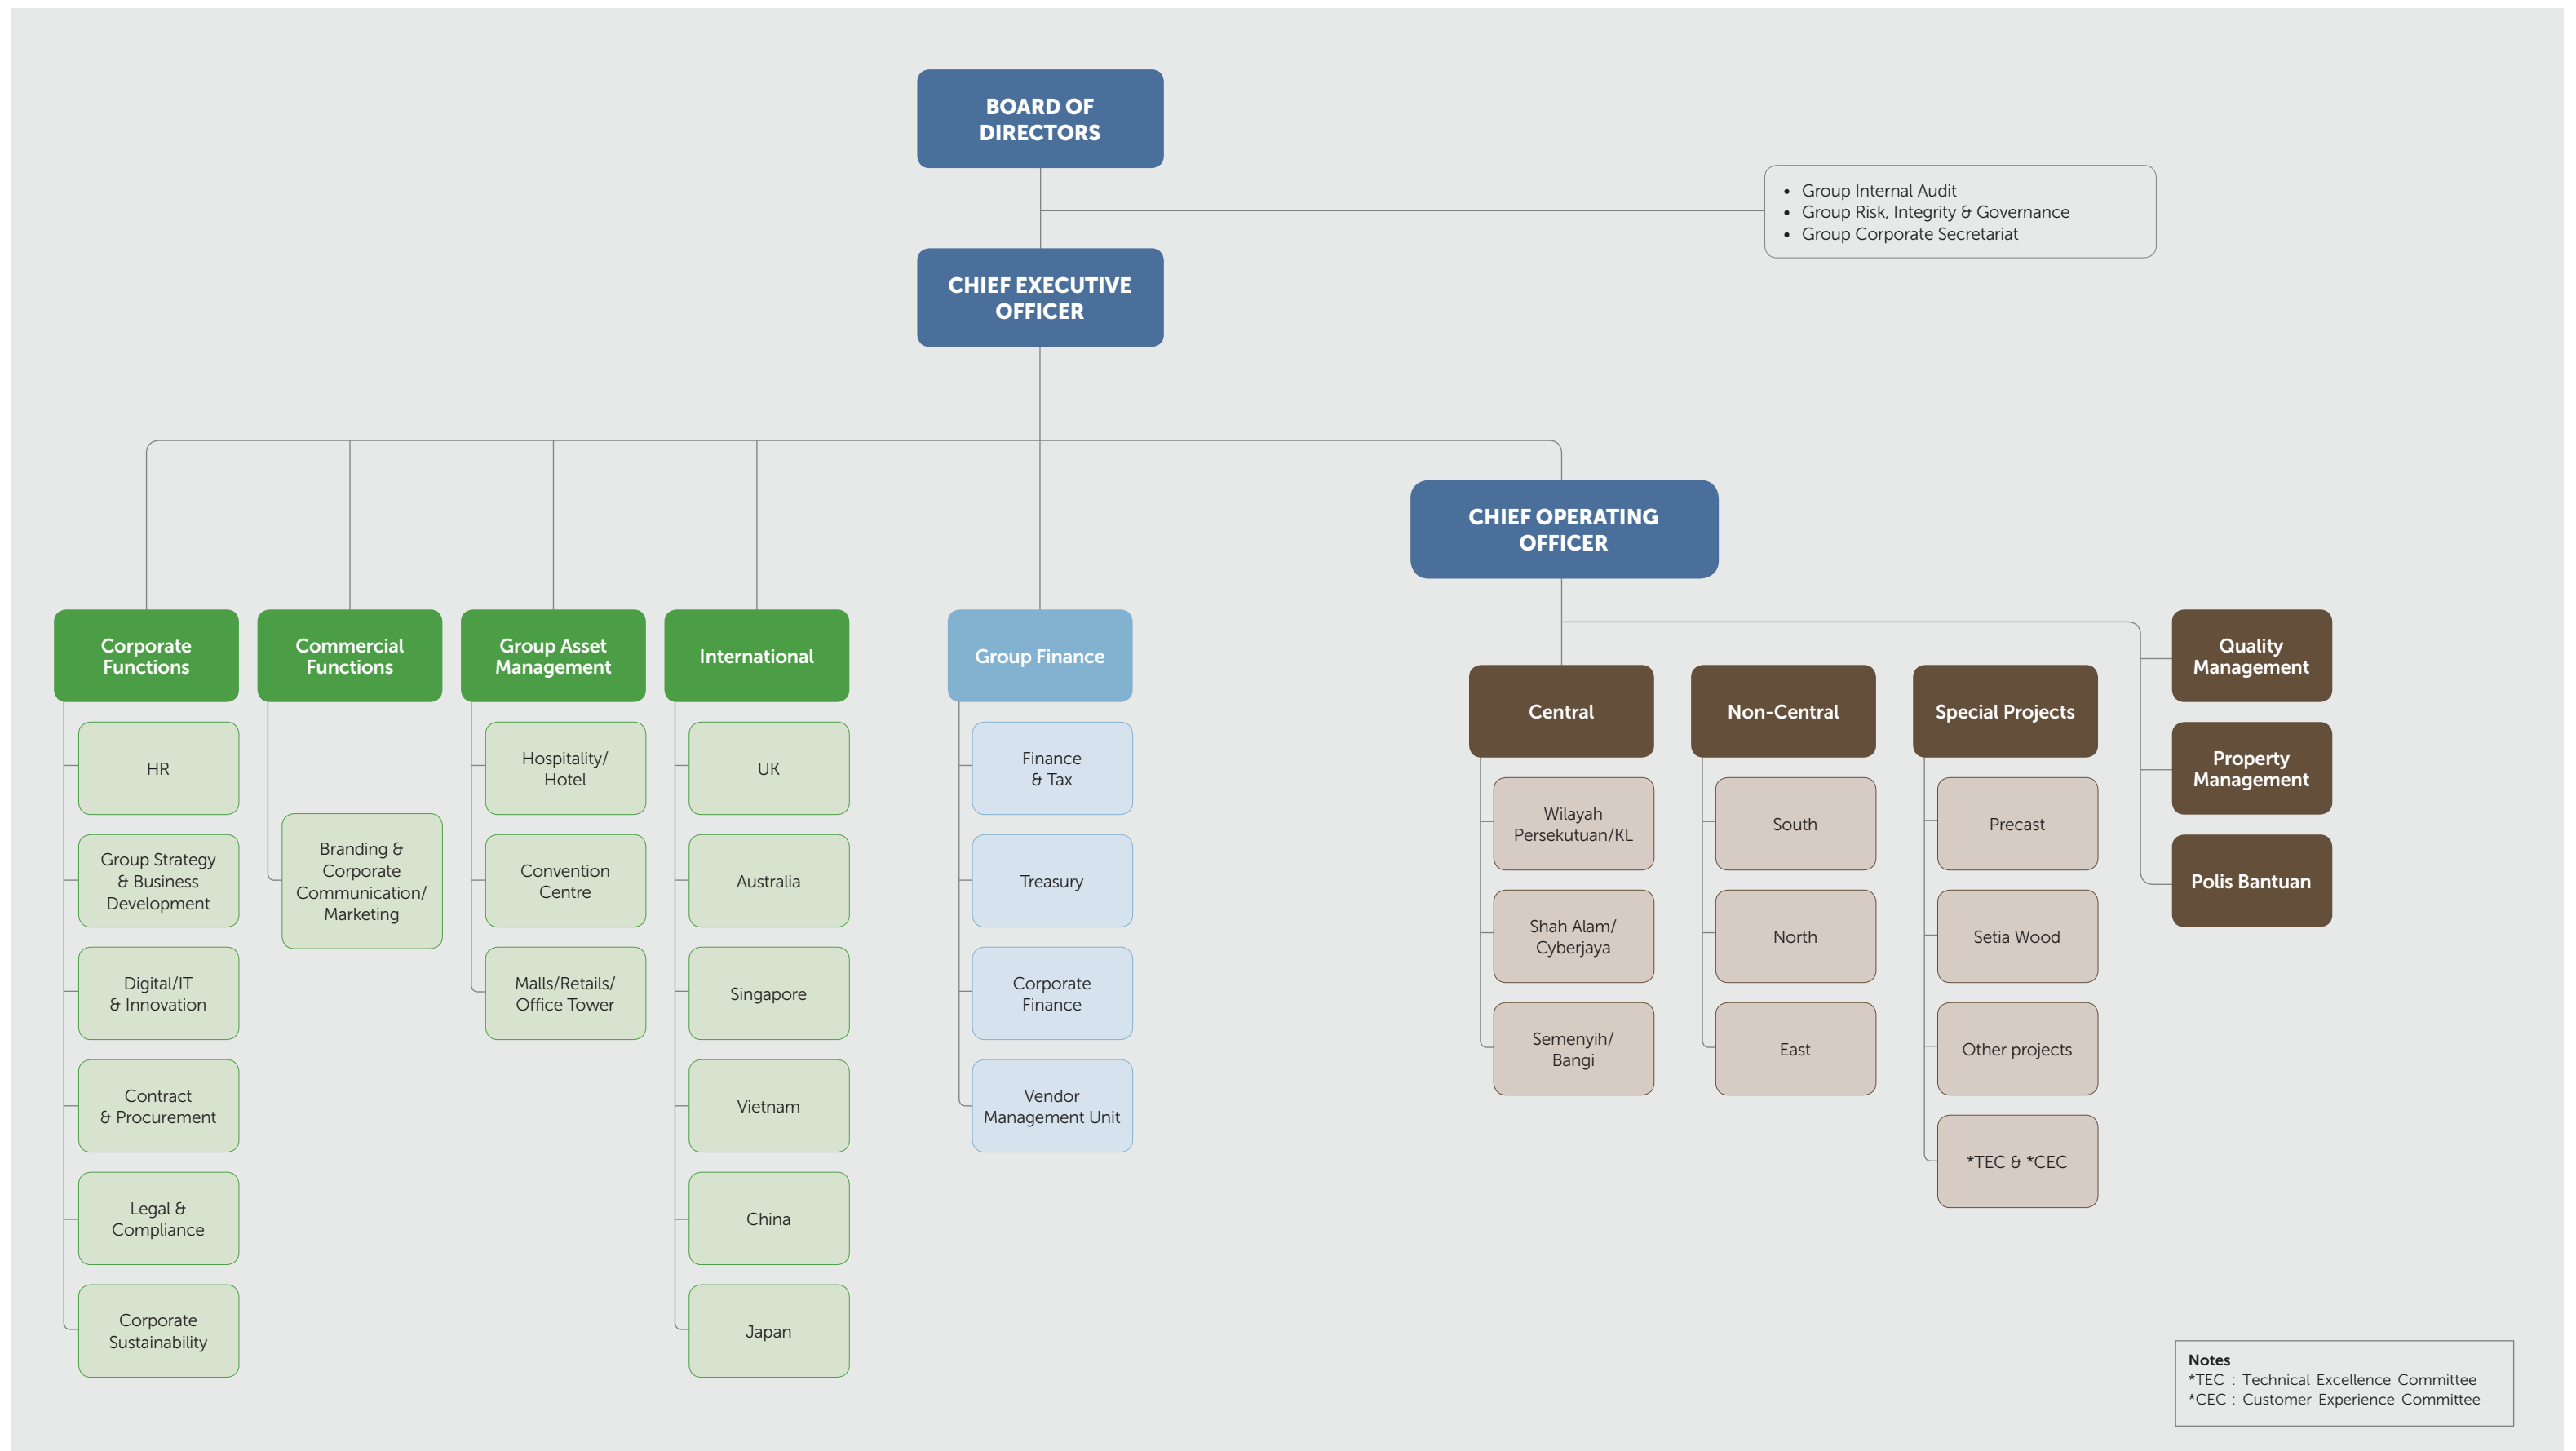 BOARD OF
DIRECTORS
• Group Internal Audit
• Group Risk, Integrity & Governance
• Group Corporate Secretariat
CHIEF EXECUTIVE
OFFICER
CHIEF OPERATING
OFFICER
Corporate
Functions
HR
Group Strategy
& Business
Development
Digital/IT
& Innovation
Contract
& Procurement
Legal &
Compliance
Corporate
Sustainability
Commercial
Functions
Branding &
Corporate
Communication/
Marketing
Group Asset
Management
Hospitality/
Hotel
Convention
Centre
Malls/Retails/
Office Tower
International
UK
Australia
Singapore
Vietnam
China
Japan
Group Finance
Finance
& Tax
Treasury
Corporate
Finance
Vendor
Management Unit
Central
Wilayah
Persekutuan/KL
Shah Alam/
Cyberjaya
Semenyih/
Bangi
Non-Central
South
North
East
Special Projects
Precast
Setia Wood
Other projects
*TEC & *CEC
Quality
Management
Property
Management
Polis Bantuan
Notes
*TEC : Technical Excellence Committee
*CEC : Customer Experience Committee